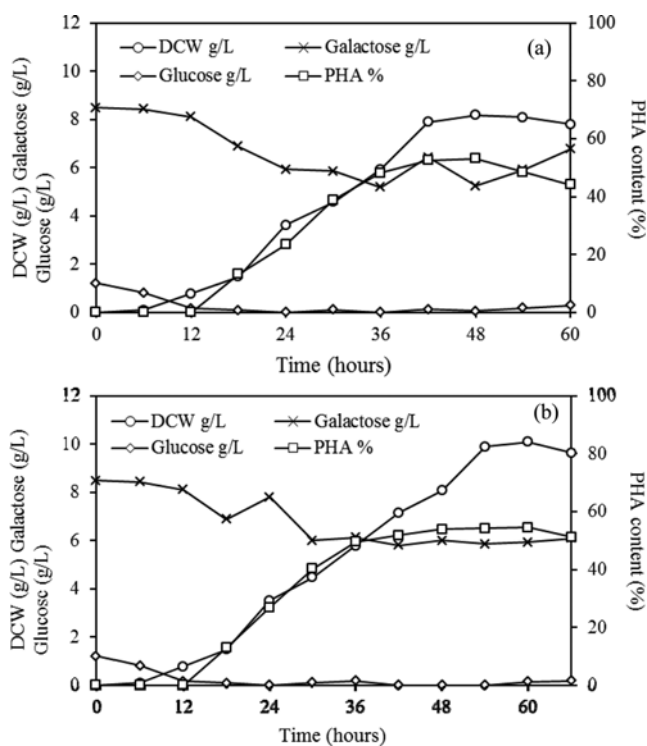 (a)
DCW g/L
Galactose g/L
Glucose g/L
PHA %
12
10
8
6
4
2
0
DCW (g/L) Galactose (g/L)
Glucose (g/L)
100
80
60
40
20
0
PHA content (%)
0 12 24 36 48 60
Time (hours)
(b)
DCW g/L
Galactose g/L
Glucose g/L
PHA %
12
10
8
6
4
2
0
DCW (g/L) Galactose (g/L)
Glucose (g/L)
100
80
60
40
20
0
PHA content (%)
0 12 24 36 48 60
Time (hours)